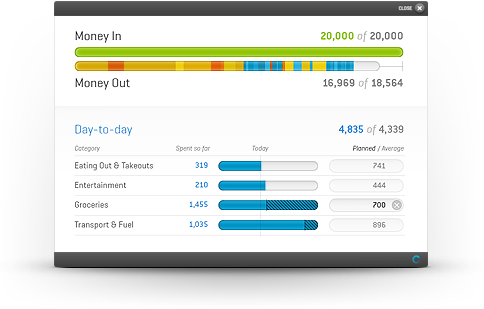 CLOSE
Money In 20,000 of 20,000
Money Out 16,969 of 18,564
Day-to-day 4,835 of 4,339
Category Spent so far Today Planned / Average
Eating Out & Takeouts 319 741
Entertainment 210 444
Groceries 1,455 700
Transport & Fuel 1,035 896